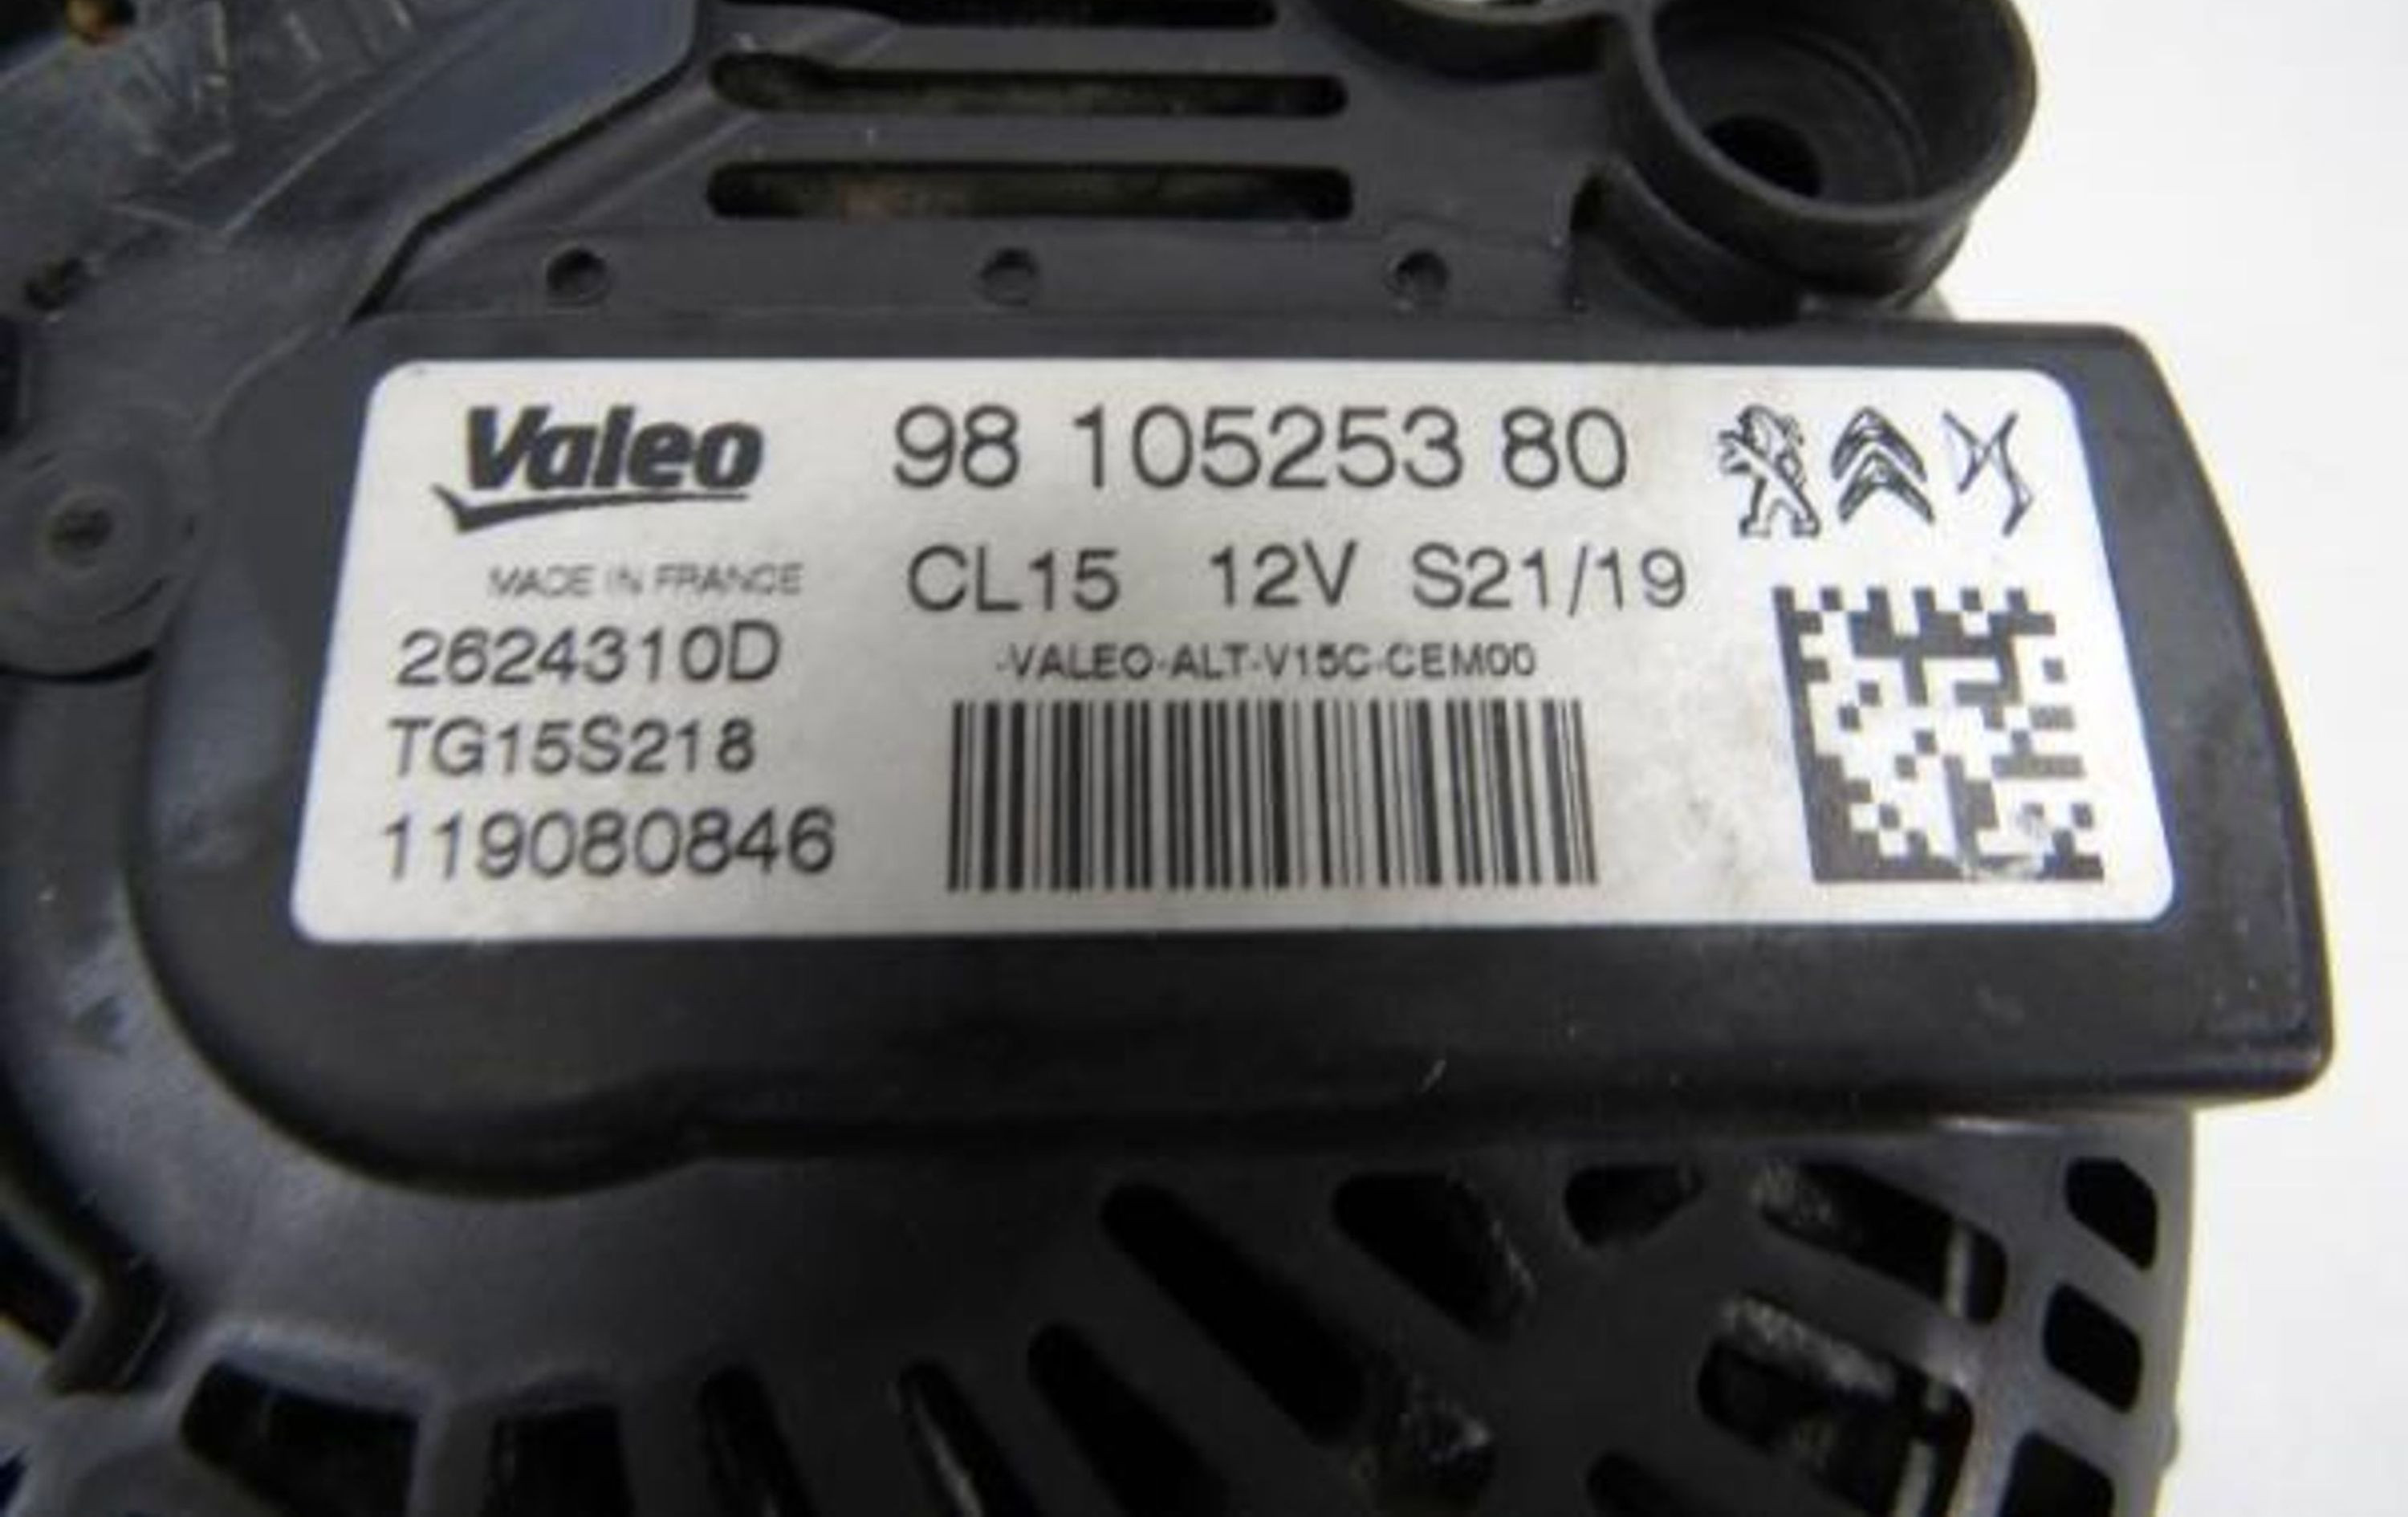 Valeo 98 105253 80
MADE IN FRANCE CL15 12V S21/19
2624310D -VALEO-ALT-V15C-CEM00
TG15S218
119080846